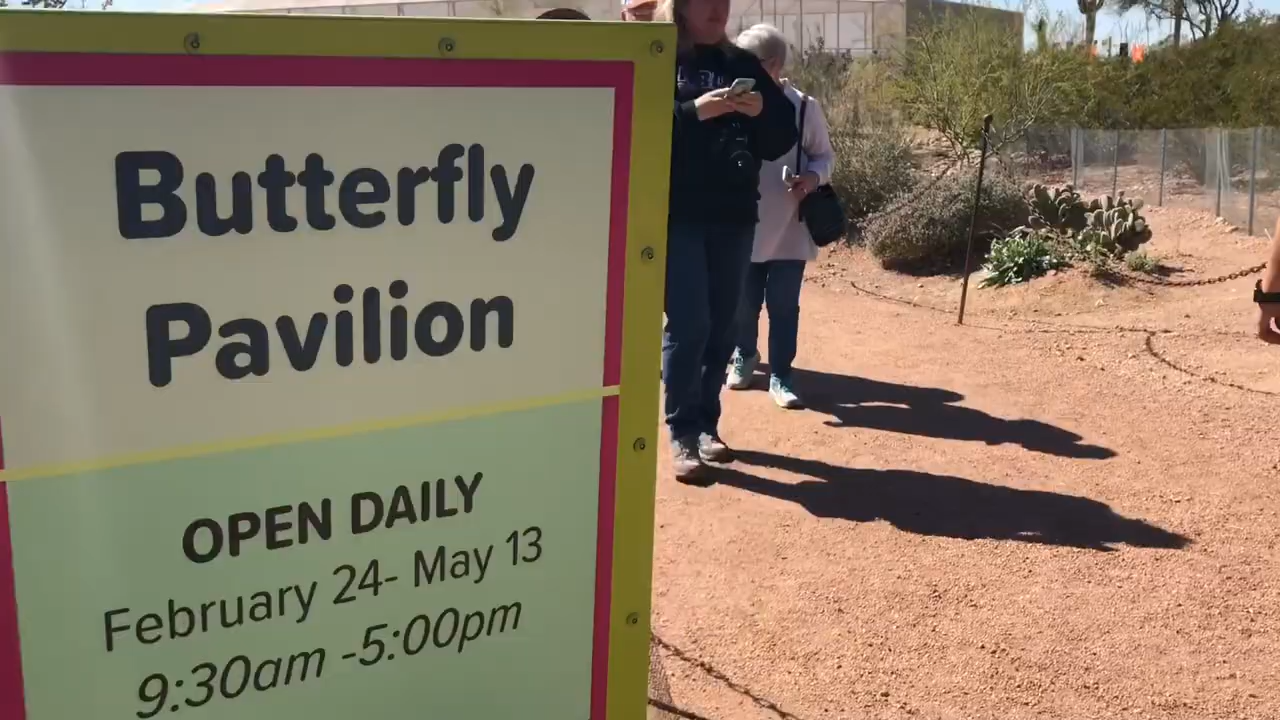 Butterfly
Pavilion
OPEN DAILY
February 24- May 13
9:30am -5:00pm